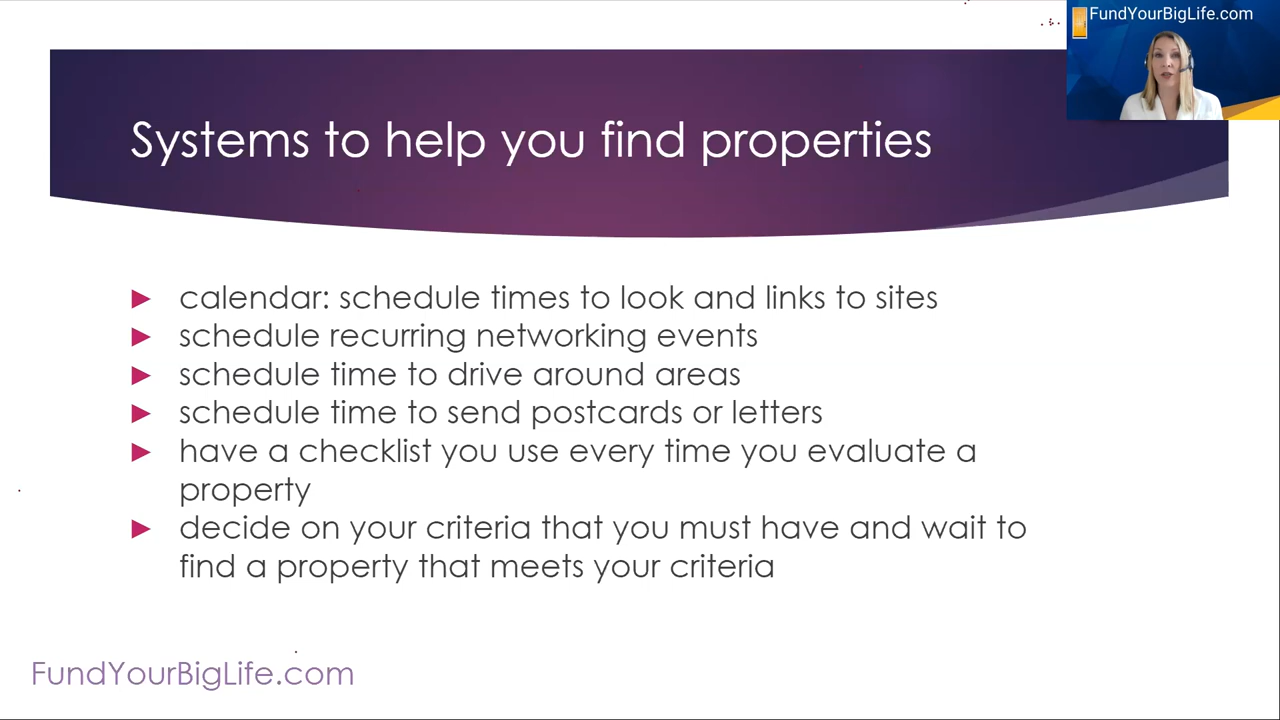 FundYourBigLife.com
Systems to help you find properties
► calendar: schedule times to look and links to sites
► schedule recurring networking events
► schedule time to drive around areas
► schedule time to send postcards or letters
► have a checklist you use every time you evaluate a
property
► decide on your criteria that you must have and wait to
find a property that meets your criteria
FundYourBigLife.com